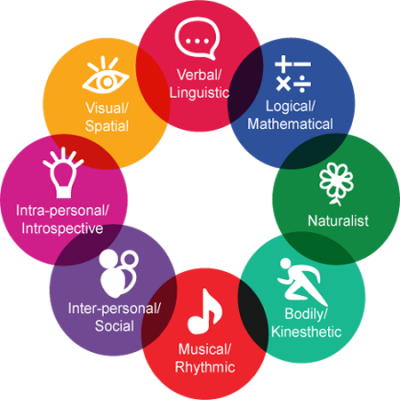 Verbal/
Linguistic
Logical/
Mathematical
Naturalist
Bodily/
Kinesthetic
Musical/
Rhythmic
Inter-personal/
Social
Intra-personal/
Introspective
Visual/
Spatial